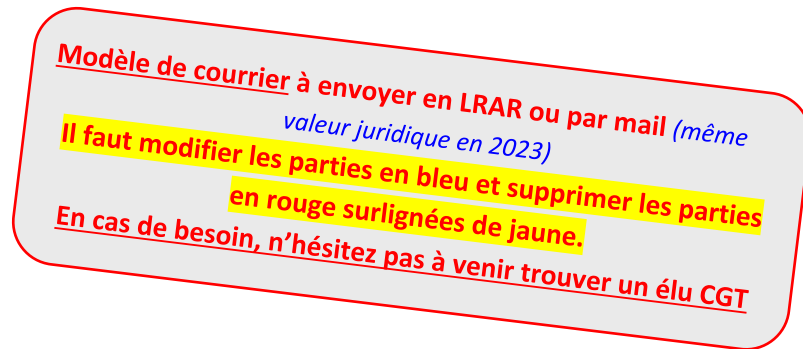 Modèle de courrier à envoyer en LRAR ou par mail (même
valeur juridique en 2023)
Il faut modifier les parties en bleu et supprimer les parties
en rouge surlignées de jaune.
En cas de besoin, n’hésitez pas à venir trouver un élu CGT